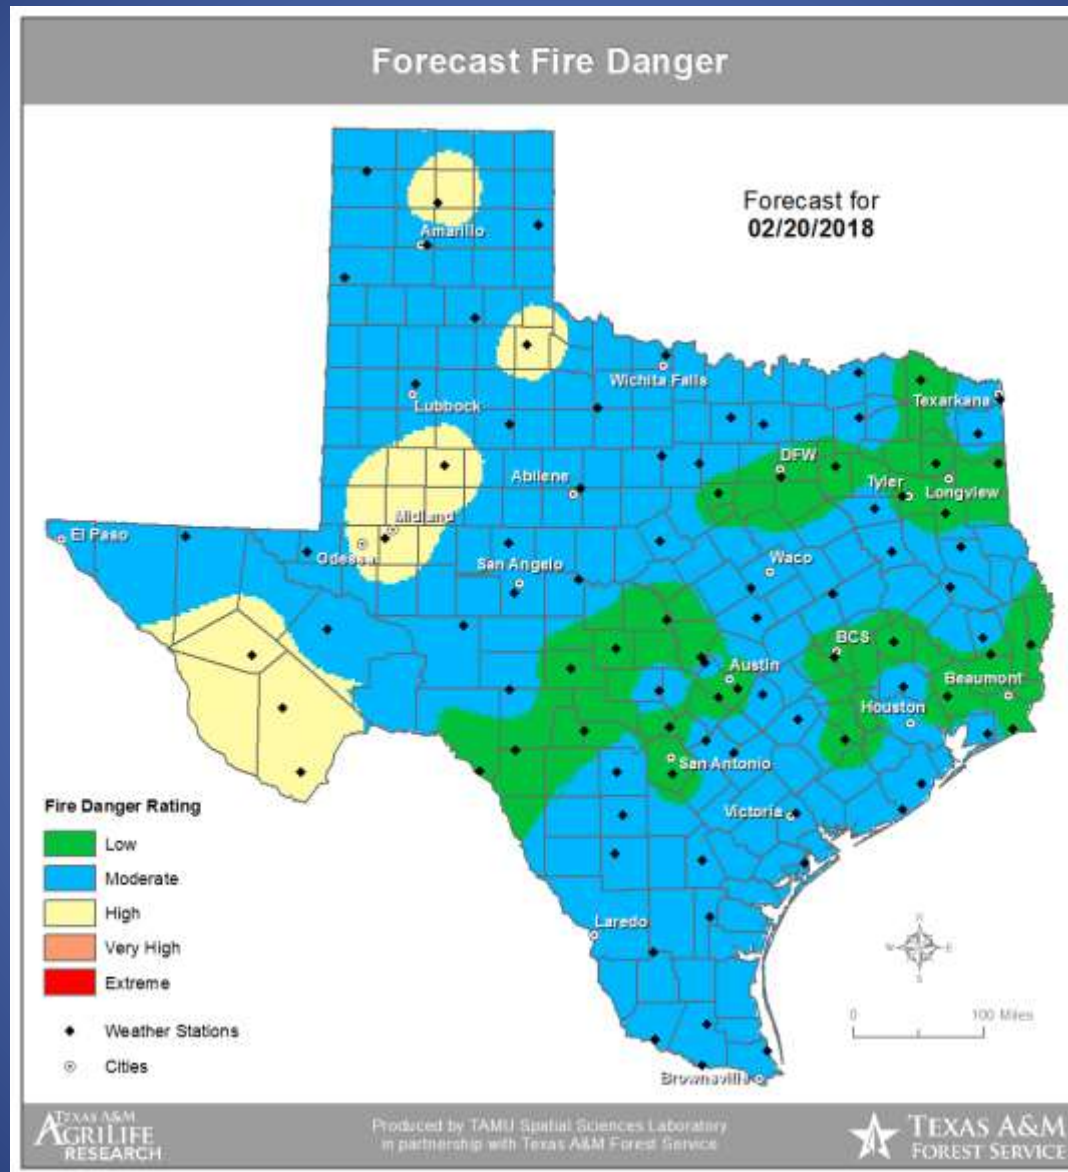 Forecast Fire Danger
Forecast for
02/20/2018
Amarillo
Wichita Falls
Lubbock
Texarkana
DFW
Abilene
Tyler
Longview
Midland
El Paso
Odessa
San Angelo
Waco
BCS
Austin
Beaumont
Houston
San Antonio
Victoria
Laredo
Brownsville
Fire Danger Rating
Low
Moderate
High
Very High
Extreme
Weather Stations
Cities
N
W E
S
0 100 Miles
TEXAS A&M
AGRILIFE
RESEARCH
Produced by TAMU Spatial Sciences Laboratory
in partnership with Texas A&M Forest Service
TEXAS A&M
FOREST SERVICE